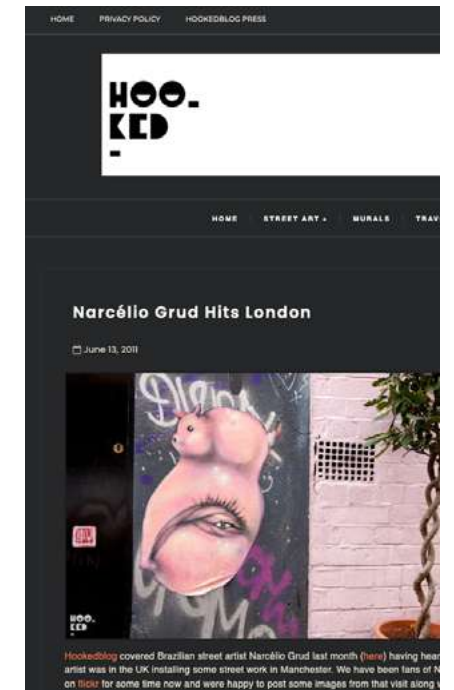 HOME PRIVACY POLICY HOOKEDBLOG PRESS
HOO-
KED
-
HOME STREET ART + MURALS TRAV
Narcélio Grud Hits London
June 13, 2011
HOO-
KED
-
Hookedblog covered Brazilian street artist Narcélio Grud last month (here) having hear
artist was in the UK installing some street work in Manchester. We have been fans of N
on flickr for some time now and were happy to post some images from that visit along w